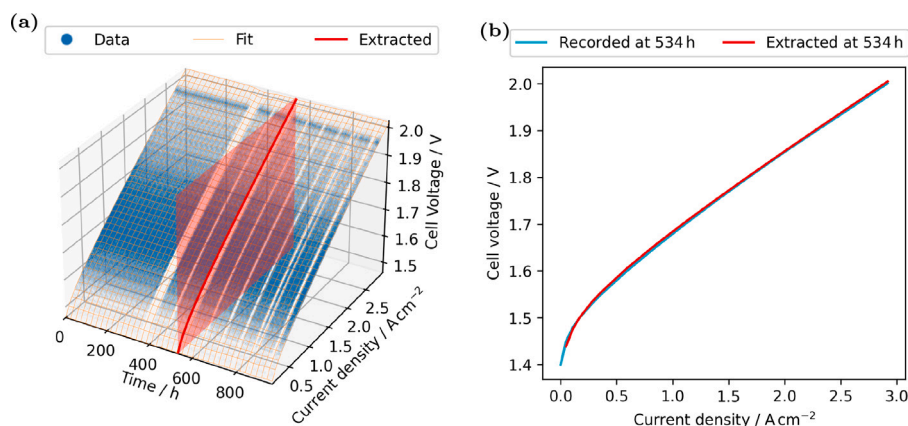 (a)
Data Fit Extracted
2.0
1.9
1.8
1.7
1.6
1.5
Cell Voltage / V
0
200
400
600
800
Time / h
0.5
1.0
1.5
2.0
2.5
Current density / A cm⁻²
(b)
Recorded at 534 h Extracted at 534 h
2.0
1.9
1.8
1.7
1.6
1.5
1.4
Cell voltage / V
0.0 0.5 1.0 1.5 2.0 2.5 3.0
Current density / A cm⁻²